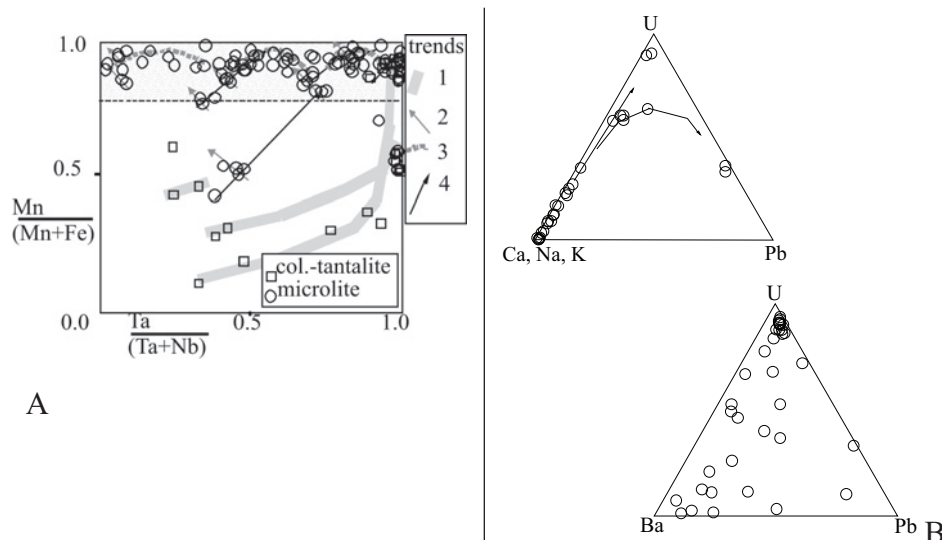 1.0
trends
1
2
3
4
0.5
Mn
(Mn+Fe)
col.-tantalite
microlite
0.0
Ta
(Ta+Nb)
0.5
1.0
A
U
Ca, Na, K
Pb
U
Ba
Pb
B